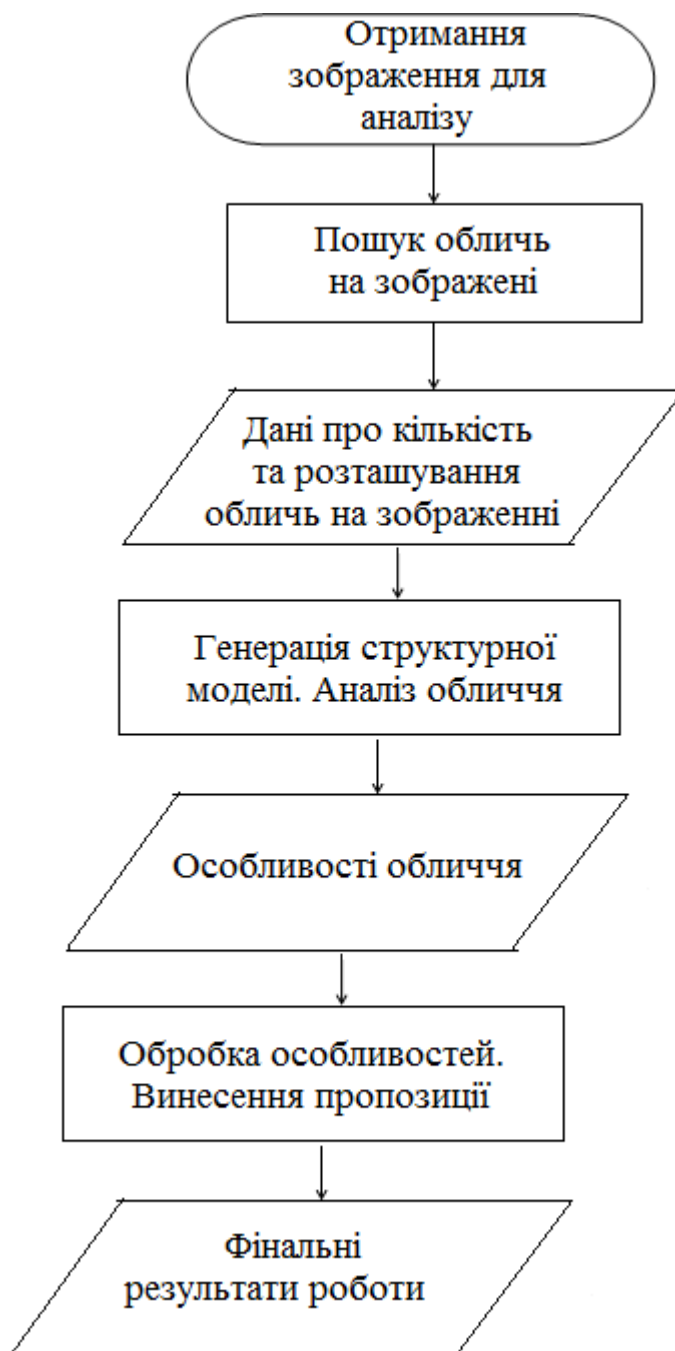 Отримання
зображення для
аналізу
Пошук облич
на зображені
Дані про кількість
та розташування
облич на зображенні
Генерація структурної
моделі. Аналіз обличчя
Особливості обличчя
Обробка особливостей.
Винесення пропозиції
Фінальні
результати роботи